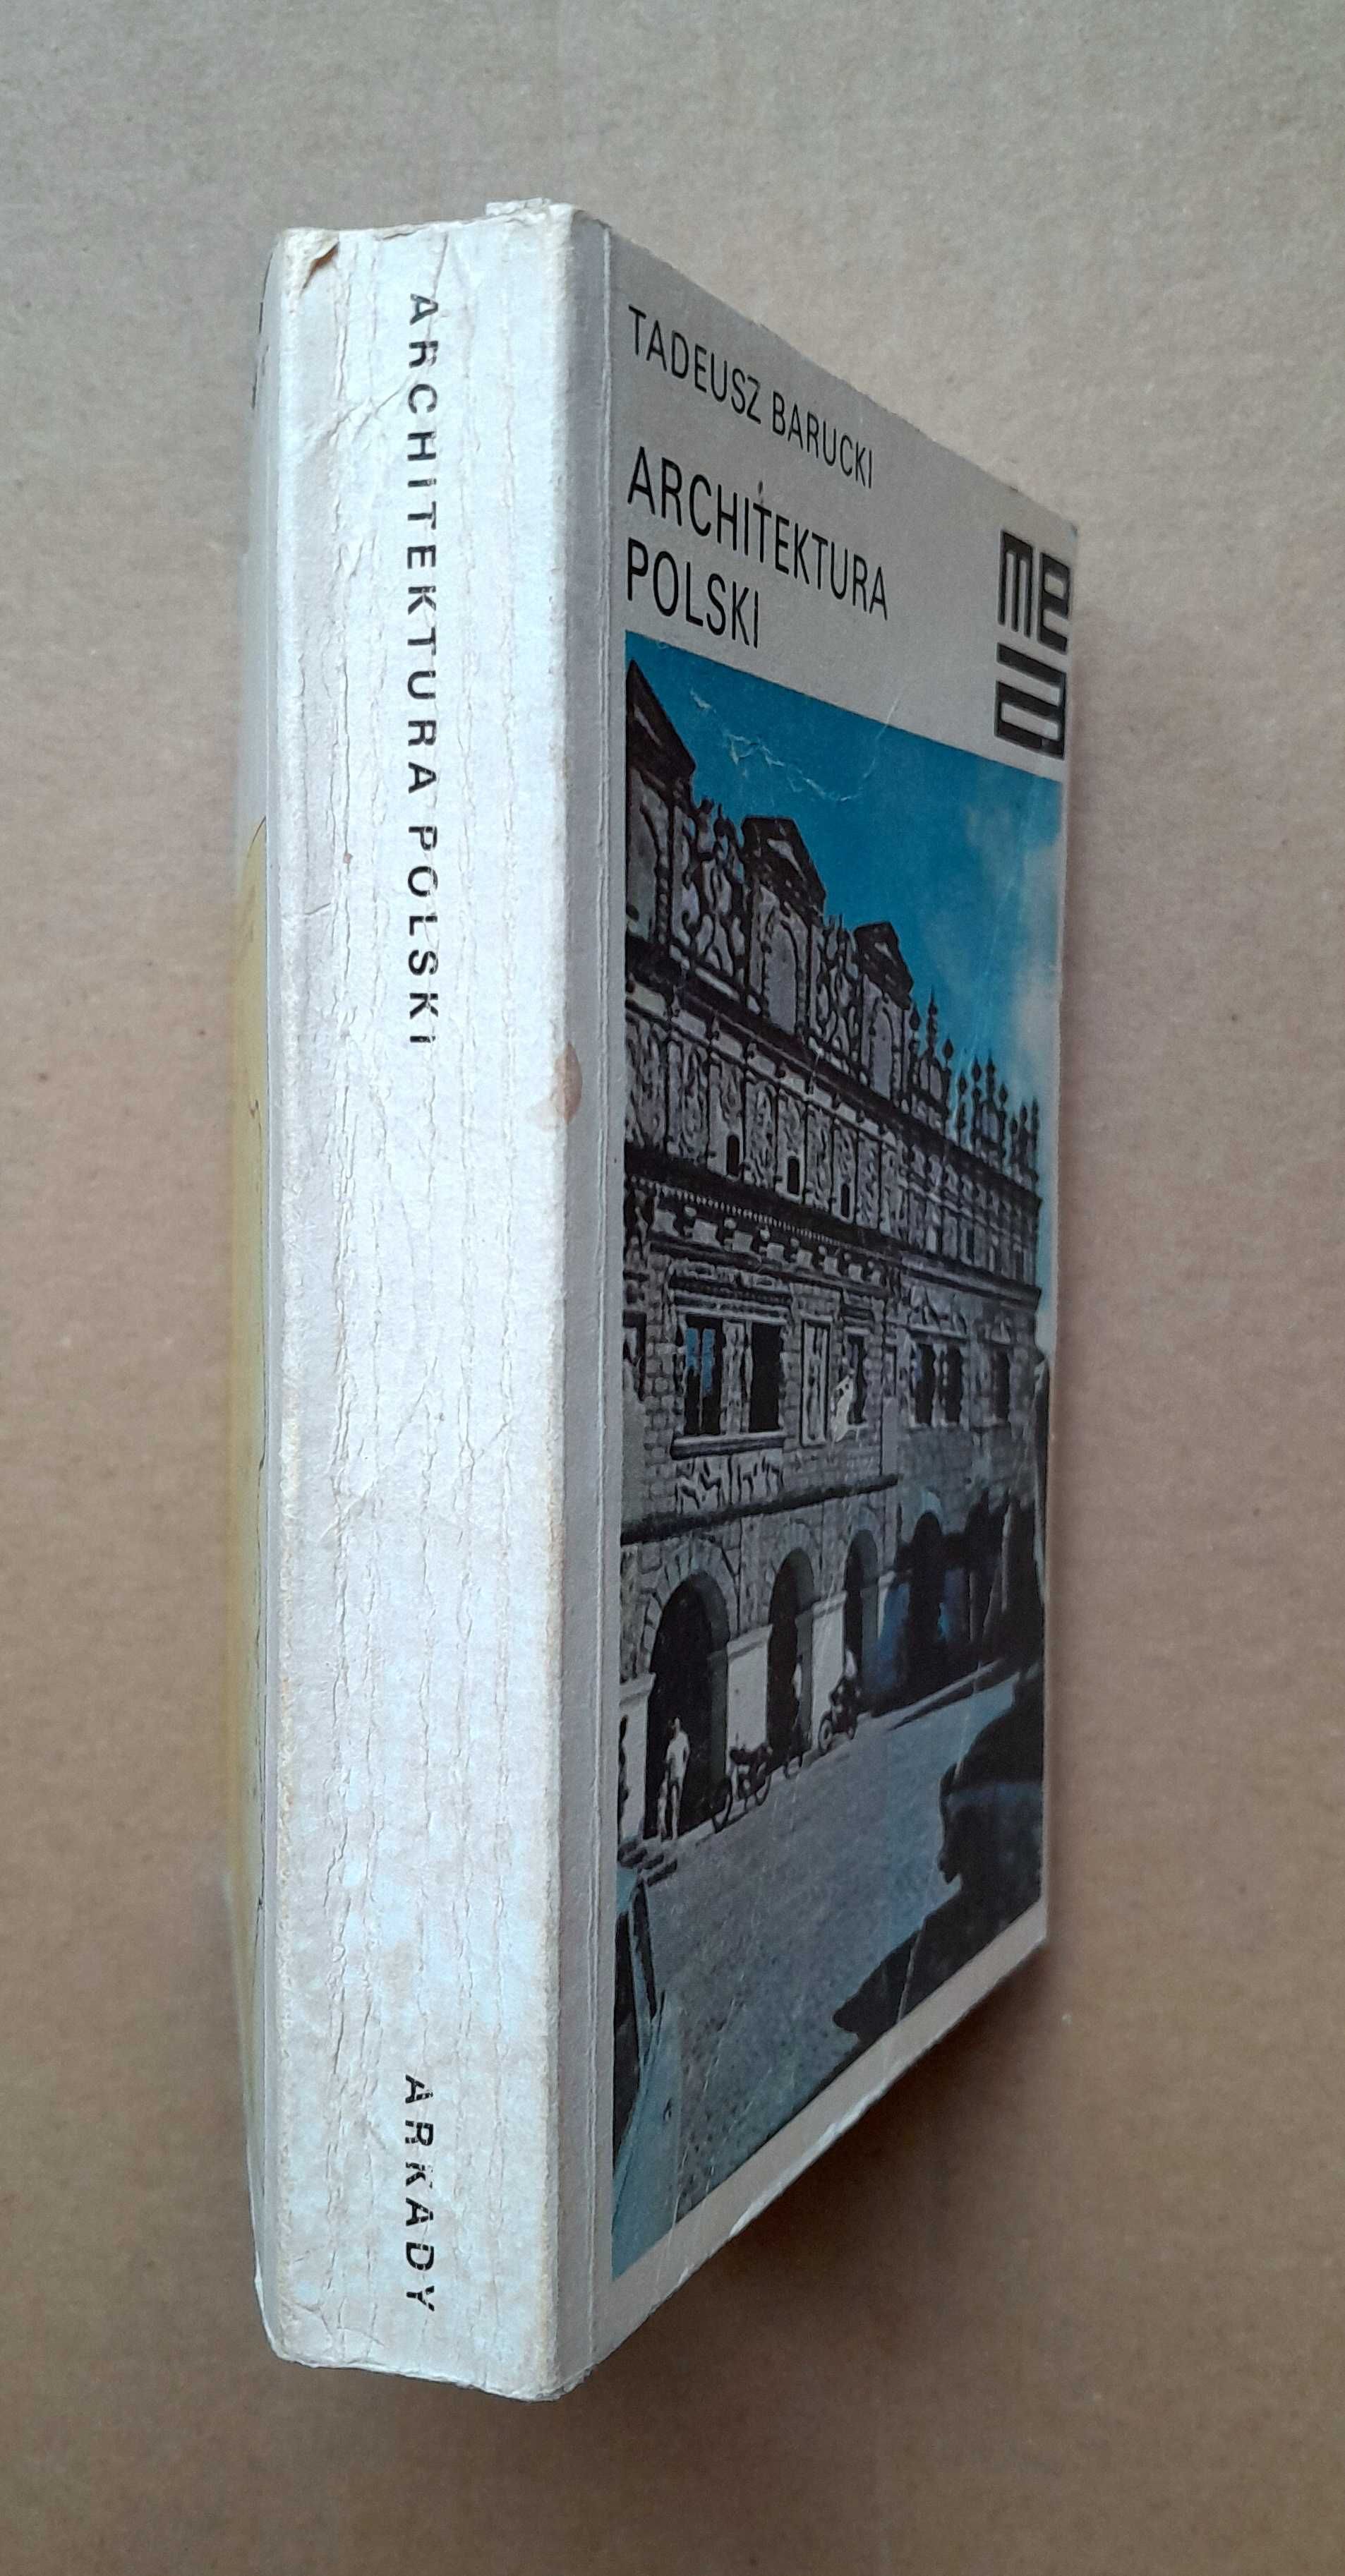 ARCHITEKTURA POLSKI
ARKADY
TADEUSZ BARUCKI
ARCHITEKTURA
POLSKI